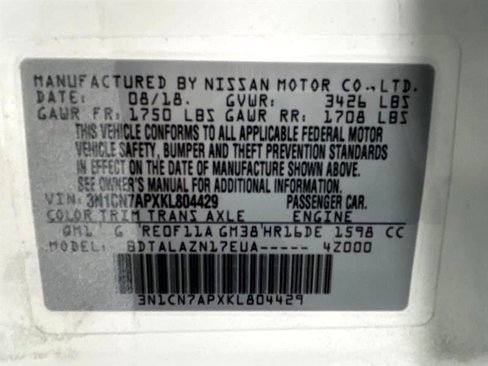 MANUFACTURED BY NISSAN MOTOR CO.,LTD.
DATE: 08/18. GVWR: 3426 LBS
GAWR FR: 1750 LBS GAWR RR: 1708 LBS
THIS VEHICLE CONFORMS TO ALL APPLICABLE FEDERAL MOTOR
VEHICLE SAFETY, BUMPER AND THEFT PREVENTION STANDARDS
IN EFFECT ON THE DATE OF MANUFACTURE SHOWN ABOVE.
SEE OWNER'S MANUAL FOR ADDITIONAL INFORMATION
VIN: 3N1CN7APXKL804429 PASSENGER CAR.
COLOR TRIM TRANS AXLE ENGINE
QM1 G RE0F11A GM38 HR16DE 1598 CC
MODEL: BDTALAZN17EUA----- 4Z000
3N1CN7APXKL804429